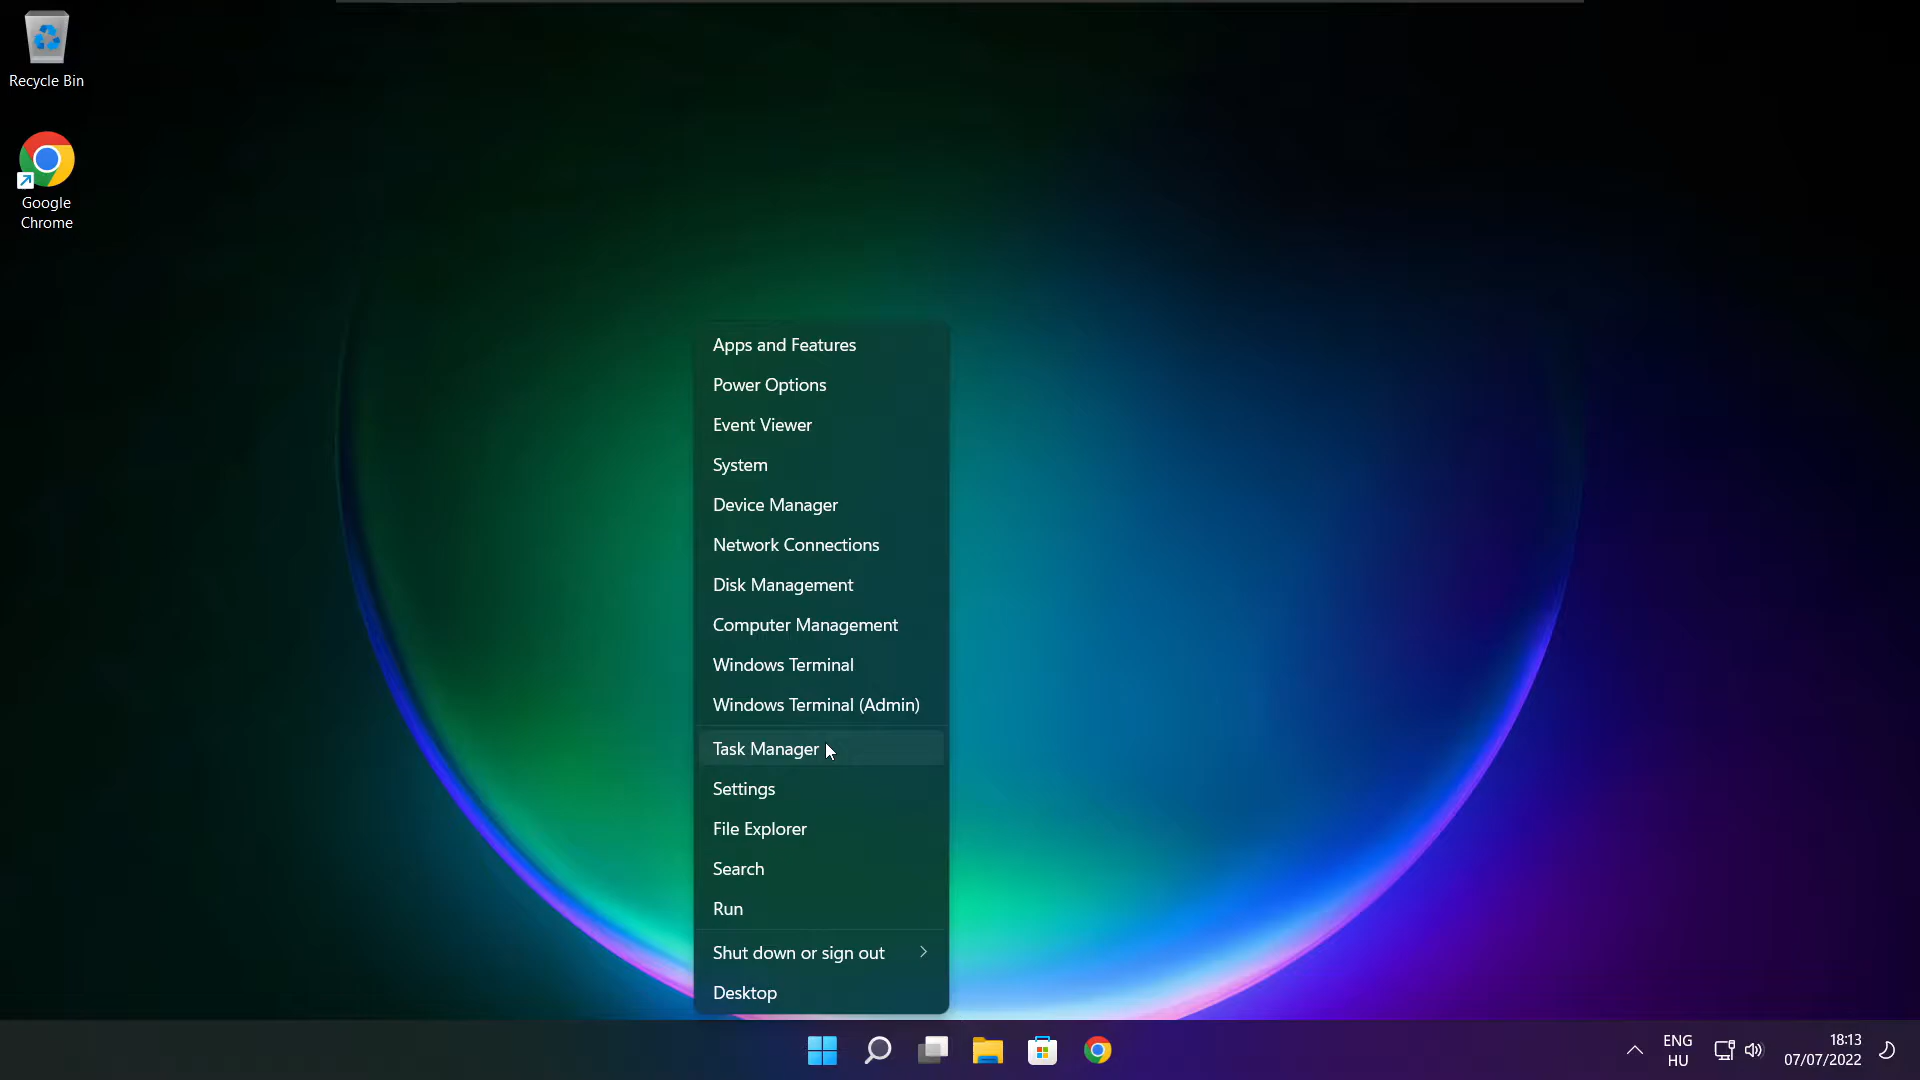 Recycle Bin
Google
Chrome
Apps and Features
Power Options
Event Viewer
System
Device Manager
Network Connections
Disk Management
Computer Management
Windows Terminal
Windows Terminal (Admin)
Task Manager
Settings
File Explorer
Search
Run
Shut down or sign out
Desktop
ENG
HU
18:13
07/07/2022